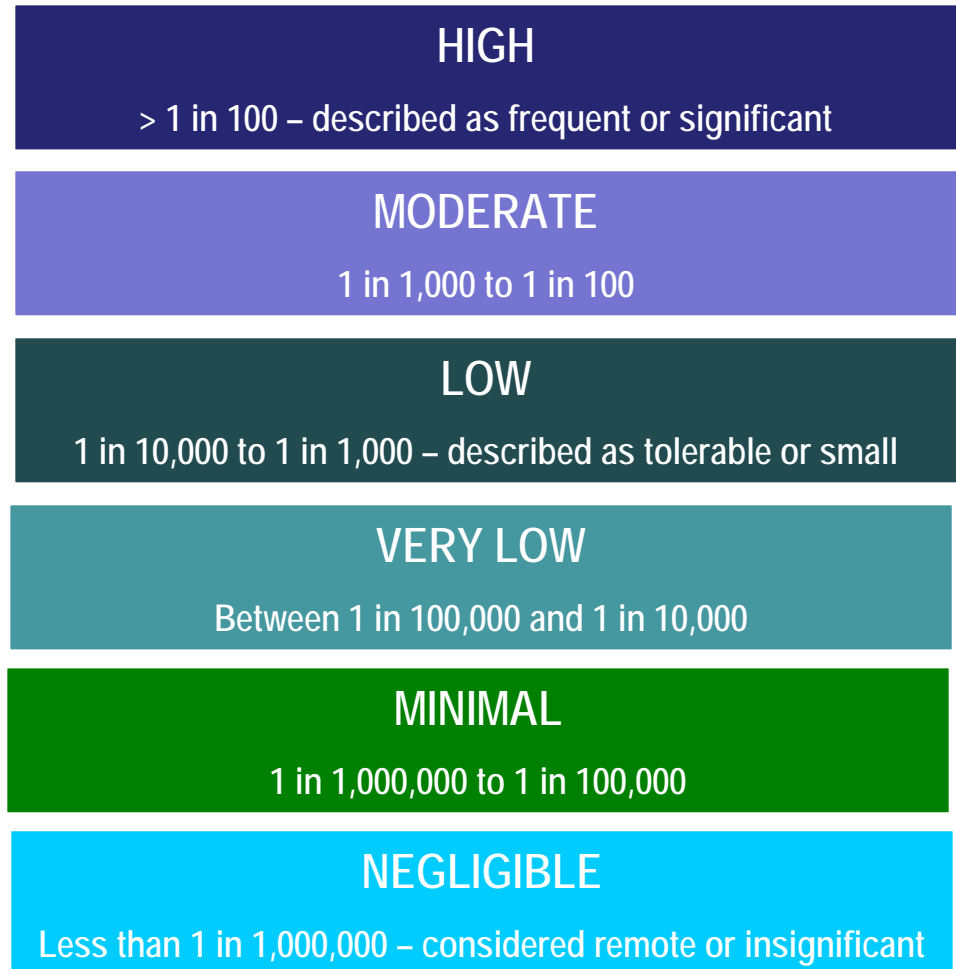 HIGH
> 1 in 100 – described as frequent or significant
MODERATE
1 in 1,000 to 1 in 100
LOW
1 in 10,000 to 1 in 1,000 – described as tolerable or small
VERY LOW
Between 1 in 100,000 and 1 in 10,000
MINIMAL
1 in 1,000,000 to 1 in 100,000
NEGLIGIBLE
Less than 1 in 1,000,000 – considered remote or insignificant